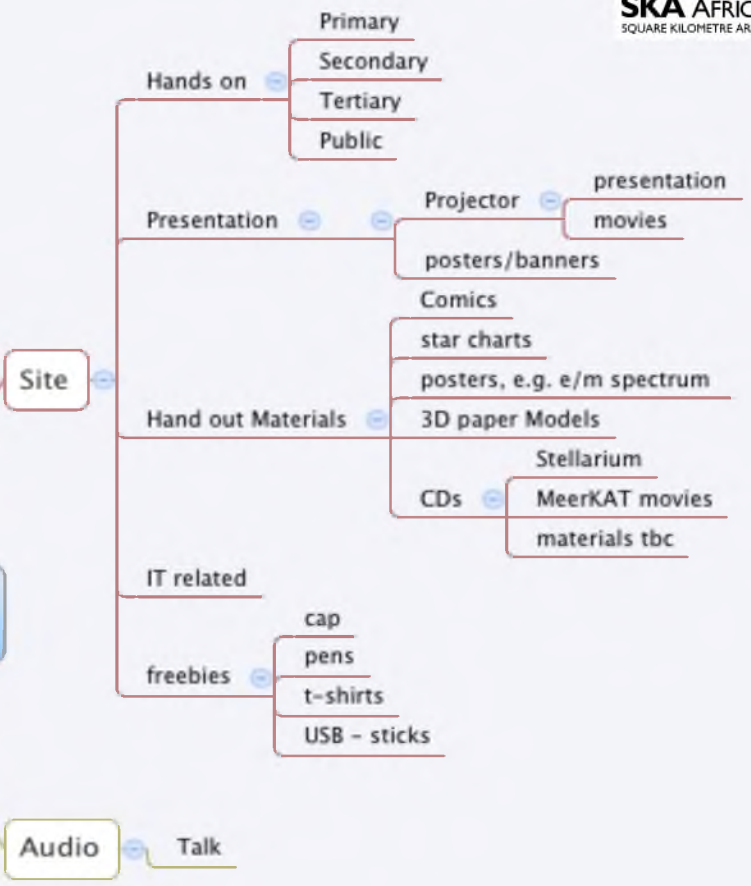 SKA AFRIC
SQUARE KILOMETRE AR
Primary
Hands on
Secondary
Tertiary
Public
Presentation
Projector
presentation
movies
posters/banners
Site
Hand out Materials
Comics
star charts
posters, e.g. e/m spectrum
3D paper Models
CDs
Stellarium
MeerKAT movies
materials tbc
IT related
freebies
cap
pens
t-shirts
USB - sticks
Audio
Talk